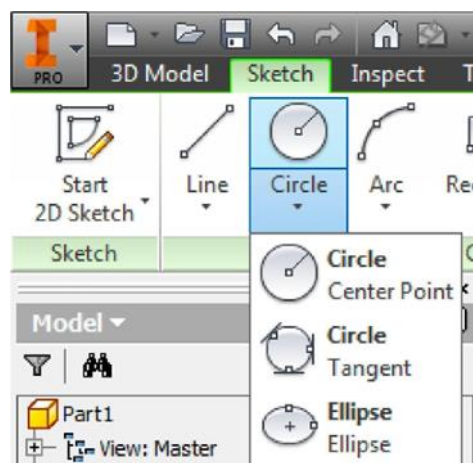 PRO
3D Model Sketch Inspect
Start
2D Sketch
Line
Circle
Arc
Sketch
Circle
Center Point
Circle
Tangent
Ellipse
Ellipse
Model
Part1
View: Master